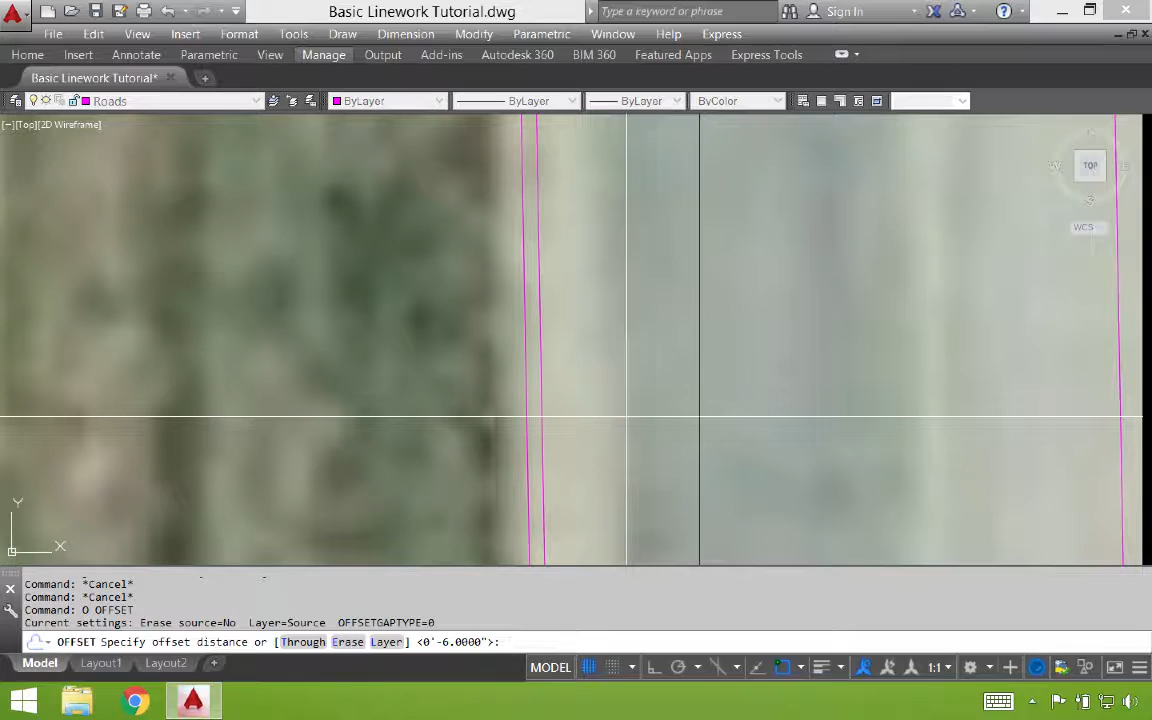 Basic Linework Tutorial.dwg
Type a keyword or phrase
Sign In
File Edit View Insert Format Tools Draw Dimension Modify Parametric Window Help Express
Home Insert Annotate Parametric View Manage Output Add-ins Autodesk 360 BIM 360 Featured Apps Express Tools
Basic Linework Tutorial*
Roads ByLayer ByLayer ByLayer ByColor
[−][Top][2D Wireframe]
TOP
W
E
S
WCS
Y
X
Command: *Cancel*
Command: *Cancel*
Command: O OFFSET
Current settings: Erase source=No Layer=Source OFFSETGAPTYPE=0
OFFSET Specify offset distance or [Through Erase Layer] <0'-6.0000">:
Model Layout1 Layout2 +
MODEL 1:1